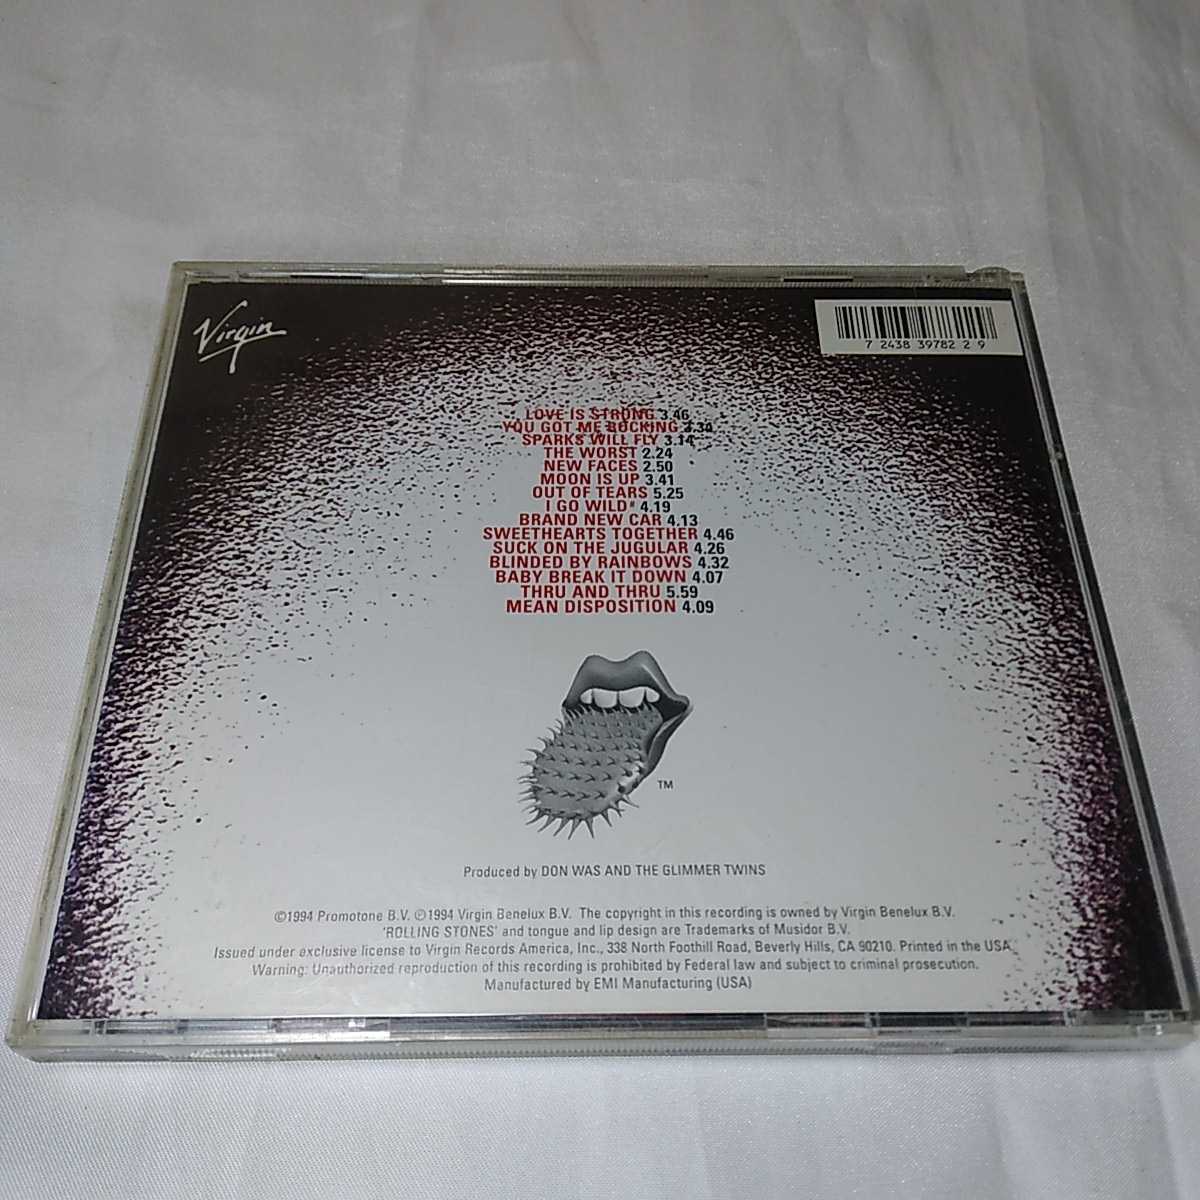 Virgin
7 24383 39782 2 9
LOVE IS STRONG 3.46
YOU GOT ME ROCKING 3.34
SPARKS WILL FLY 3.14
THE WORST 2.24
NEW FACES 2.50
MOON IS UP 3.41
OUT OF TEARS 5.25
I GO WILD 4.19
BRAND NEW CAR 4.13
SWEETHEARTS TOGETHER 4.46
SUCK ON THE JUGULAR 4.26
BLINDED BY RAINBOWS 4.32
BABY BREAK IT DOWN 4.07
THRU AND THRU 5.59
MEAN DISPOSITION 4.09
TM
Produced by DON WAS AND THE GLIMMER TWINS
©1994 Promotone B.V. ℗1994 Virgin Benelux B.V. The copyright in this recording is owned by Virgin Benelux B.V.
'ROLLING STONES' and tongue and lip design are Trademarks of Musidor B.V.
Issued under exclusive license to Virgin Records America, Inc., 338 North Foothill Road, Beverly Hills, CA 90210. Printed in the USA.
Warning: Unauthorized reproduction of this recording is prohibited by Federal law and subject to criminal prosecution.
Manufactured by EMI Manufacturing (USA)